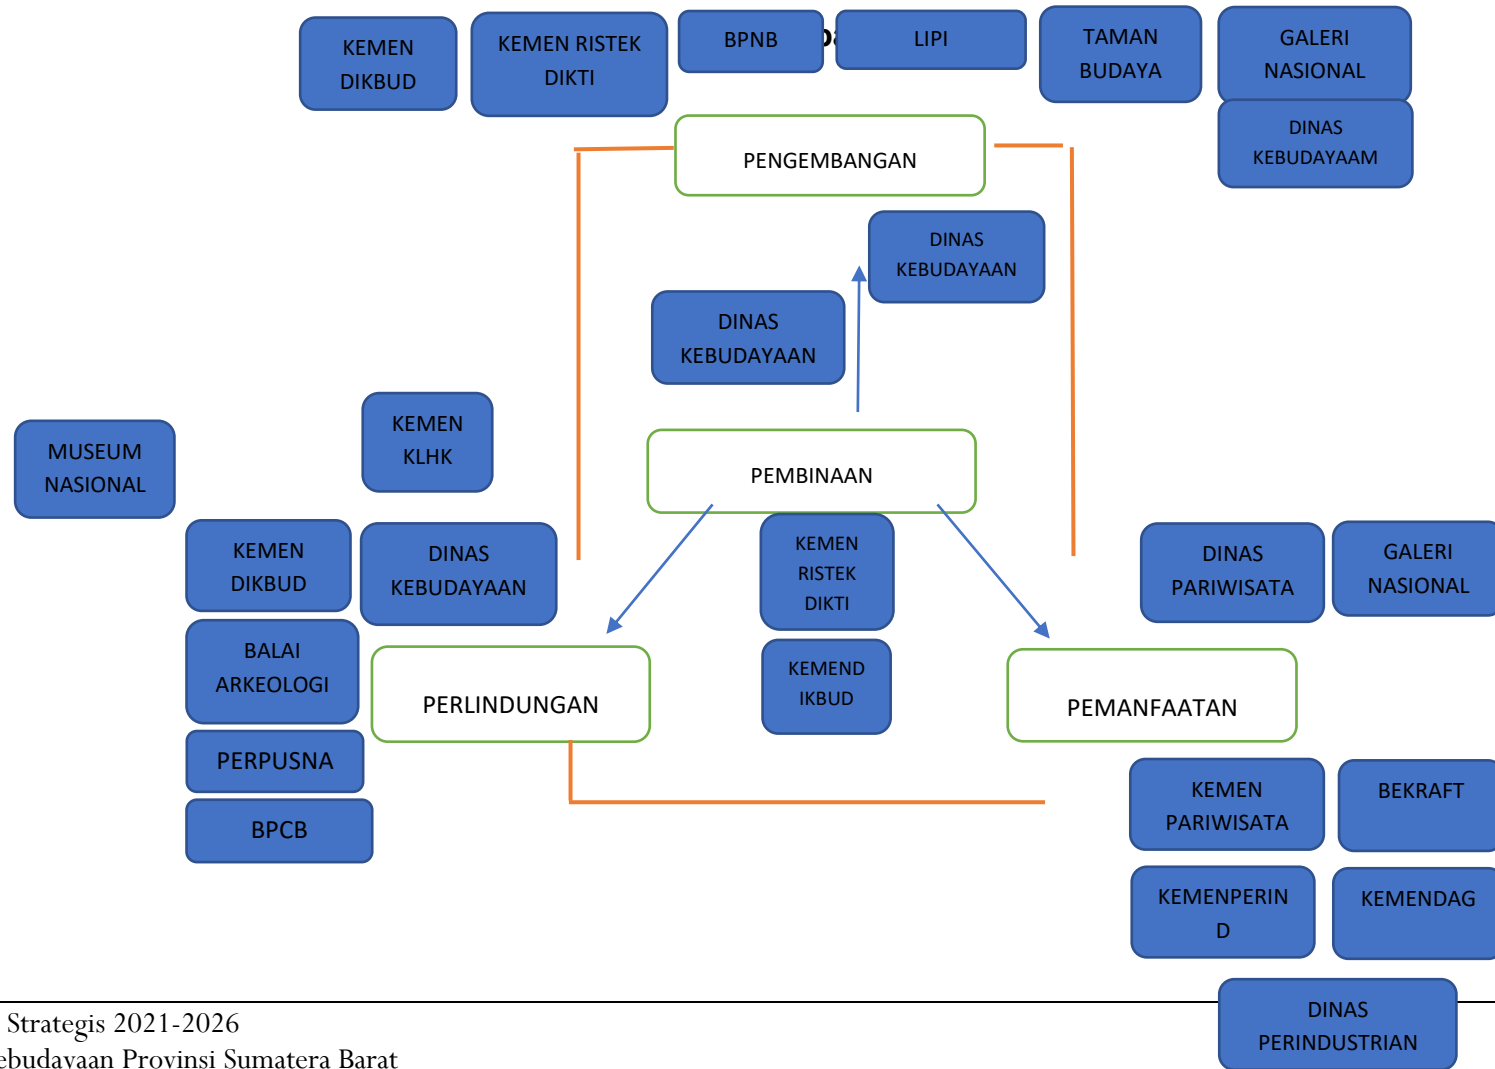 KEMEN
DIKBUD
KEMEN RISTEK
DIKTI
BPNB
LIPI
TAMAN
BUDAYA
GALERI
NASIONAL
DINAS
KEBUDAYAAM
PENGEMBANGAN
DINAS
KEBUDAYAAN
DINAS
KEBUDAYAAN
KEMEN
KLHK
MUSEUM
NASIONAL
PEMBINAAN
KEMEN
DIKBUD
DINAS
KEBUDAYAAN
KEMEN
RISTEK
DIKTI
DINAS
PARIWISATA
GALERI
NASIONAL
BALAI
ARKEOLOGI
PERLINDUNGAN
KEMEND
IKBUD
PEMANFAATAN
PERPUSNA
BPCB
KEMEN
PARIWISATA
BEKRAFT
KEMENPERIN
D
KEMENDAG
DINAS
PERINDUSTRIAN
Strategis 2021-2026
ebudayaan Provinsi Sumatera Barat